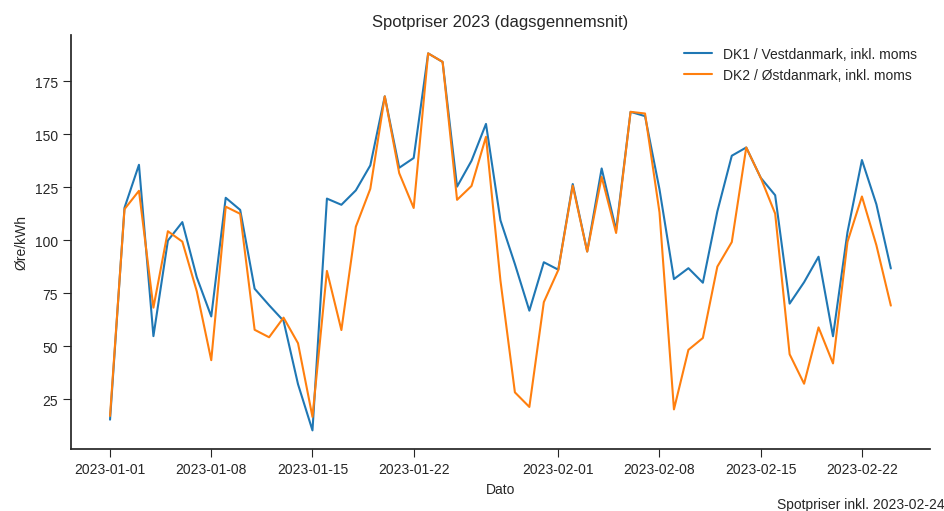 Spotpriser 2023 (dagsgennemsnit)
DK1 / Vestdanmark, inkl. moms
DK2 / Østdanmark, inkl. moms
Øre/kWh
175
150
125
100
75
50
25
2023-01-01 2023-01-08 2023-01-15 2023-01-22 2023-02-01 2023-02-08 2023-02-15 2023-02-22
Dato
Spotpriser inkl. 2023-02-24